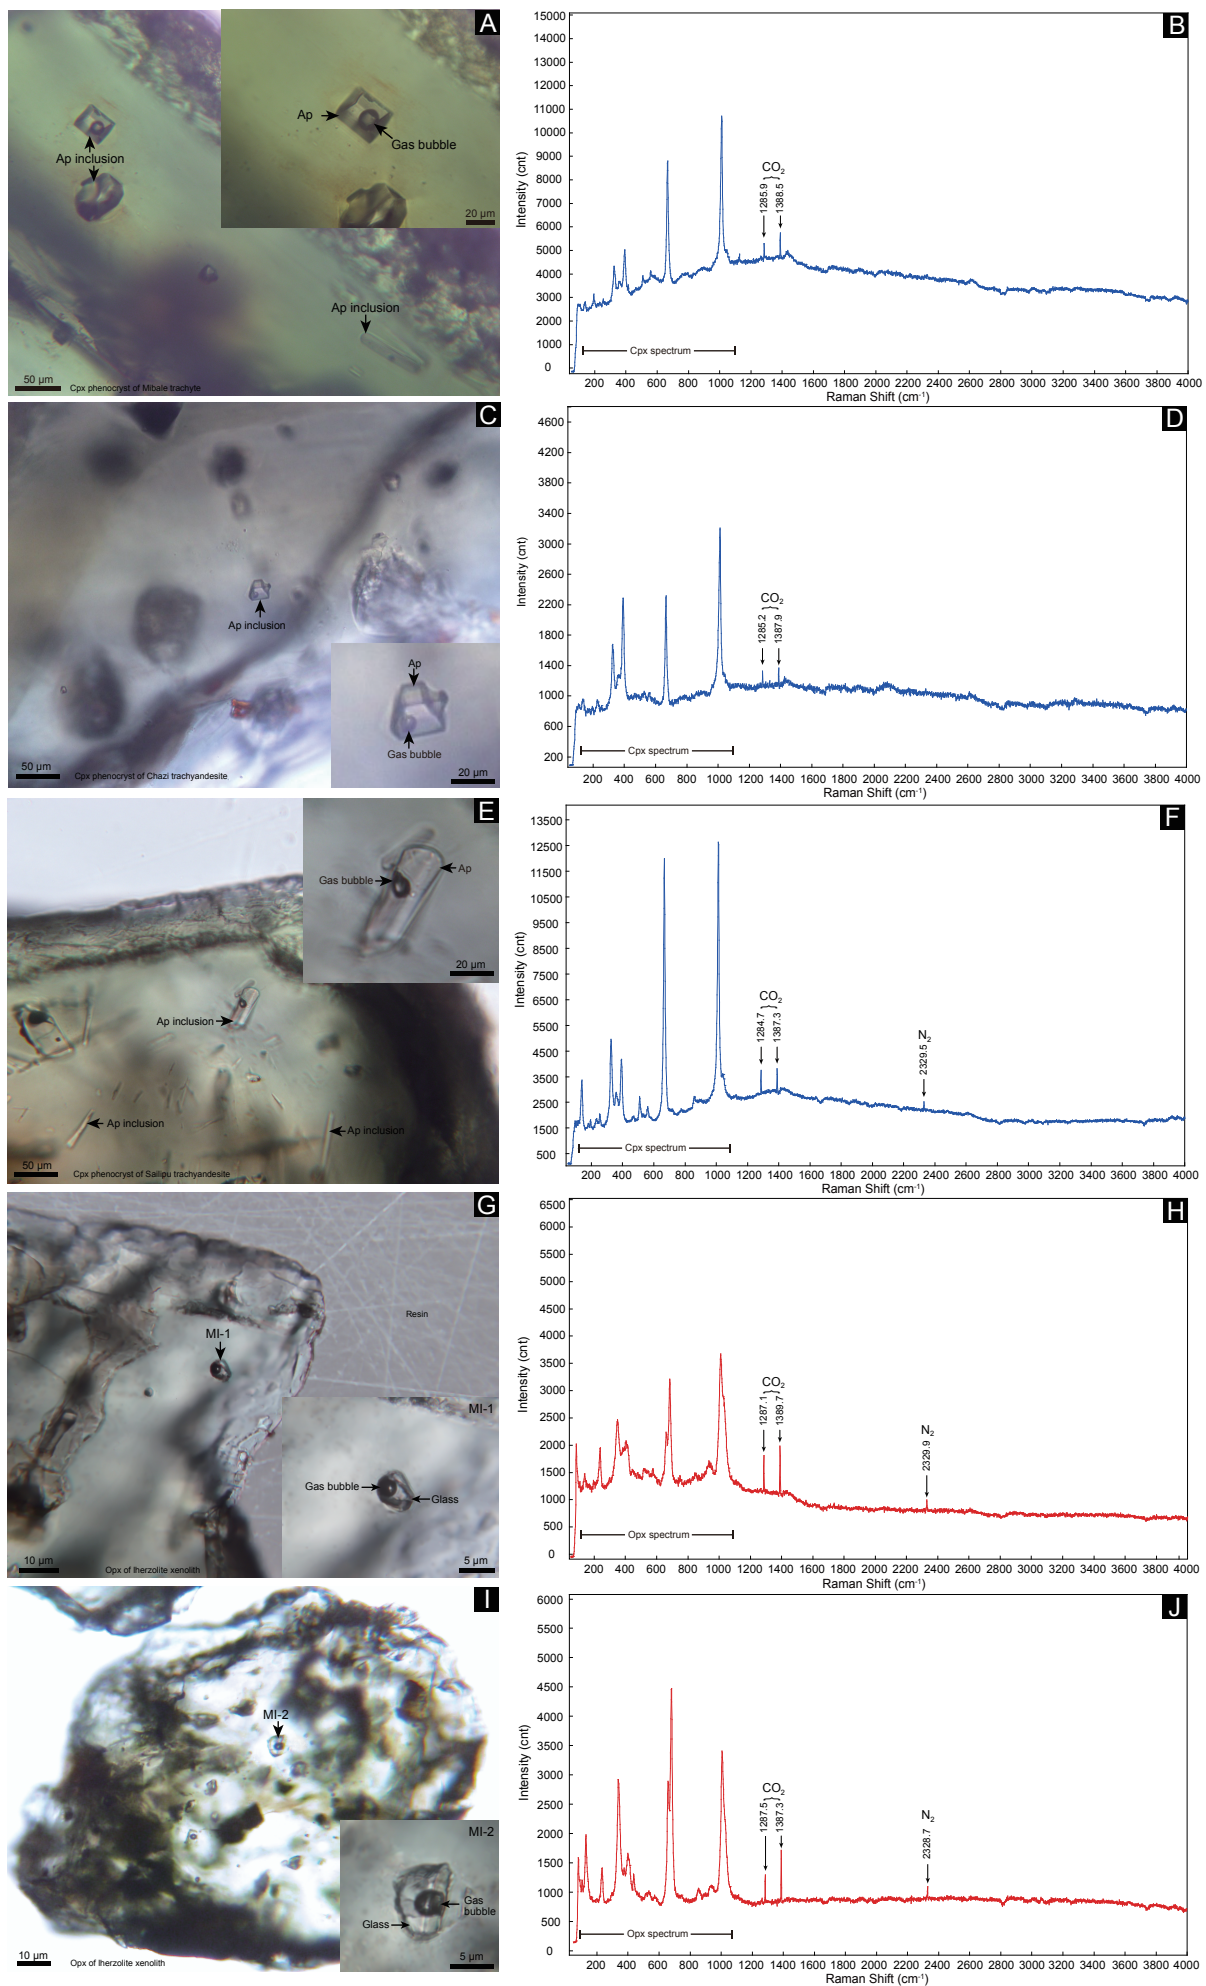 A
Ap
Gas bubble
Ap inclusion
20 µm
Ap inclusion
50 µm
Cpx phenocryst of Mibale trachyte
B
Intensity (cnt)
15000
14000
13000
12000
11000
10000
9000
8000
7000
6000
5000
4000
3000
2000
1000
0
CO2
1285.9
1388.5
Cpx spectrum
200 400 600 800 1000 1200 1400 1600 1800 2000 2200 2400 2600 2800 3000 3200 3400 3600 3800 4000
Raman Shift (cm-1)
C
Ap inclusion
Ap
Gas bubble
50 µm
Cpx phenocryst of Chazi trachyandesite
20 µm
D
Intensity (cnt)
4600
4200
3800
3400
3000
2600
2200
1800
1400
1000
600
200
CO2
1285.2
1387.9
Cpx spectrum
200 400 600 800 1000 1200 1400 1600 1800 2000 2200 2400 2600 2800 3000 3200 3400 3600 3800 4000
Raman Shift (cm-1)
E
Gas bubble
Ap
20 µm
Ap inclusion
Ap inclusion
Ap inclusion
50 µm
Cpx phenocryst of Sailipu trachyandesite
F
Intensity (cnt)
13500
12500
11500
10500
9500
8500
7500
6500
5500
4500
3500
2500
1500
500
CO2
1284.7
1387.3
N2
2329.5
Cpx spectrum
200 400 600 800 1000 1200 1400 1600 1800 2000 2200 2400 2600 2800 3000 3200 3400 3600 3800 4000
Raman Shift (cm-1)
G
Resin
MI-1
MI-1
Gas bubble
Glass
10 µm
Opx of lherzolite xenolith
5 µm
H
Intensity (cnt)
6500
6000
5500
5000
4500
4000
3500
3000
2500
2000
1500
1000
500
0
CO2
1287.1
1389.7
N2
2329.9
Opx spectrum
200 400 600 800 1000 1200 1400 1600 1800 2000 2200 2400 2600 2800 3000 3200 3400 3600 3800 4000
Raman Shift (cm-1)
I
MI-2
MI-2
Gas
bubble
Glass
10 µm
Opx of lherzolite xenolith
5 µm
J
Intensity (cnt)
6000
5500
5000
4500
4000
3500
3000
2500
2000
1500
1000
500
0
CO2
1287.5
1387.3
N2
2328.7
Opx spectrum
200 400 600 800 1000 1200 1400 1600 1800 2000 2200 2400 2600 2800 3000 3200 3400 3600 3800 4000
Raman Shift (cm-1)